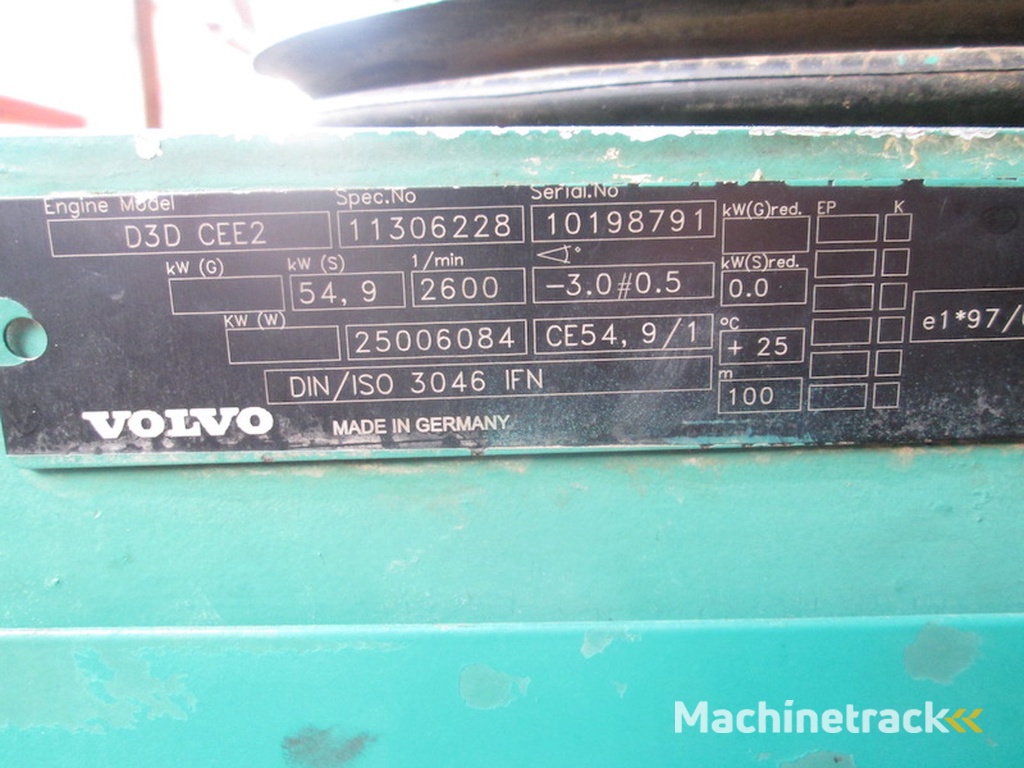 Engine Model Spec.No Serial.No kW(G)red. EP K
D3D CEE2 11306228 10198791
kW (G) kW (S) 1/min ° kW(S)red.
54,9 2600 -3.0#0.5 0.0
KW (W) 25006084 CE54,9/1 °C + 25 e1*97/
DIN/ISO 3046 IFN m 100
VOLVO MADE IN GERMANY
Machinetrack